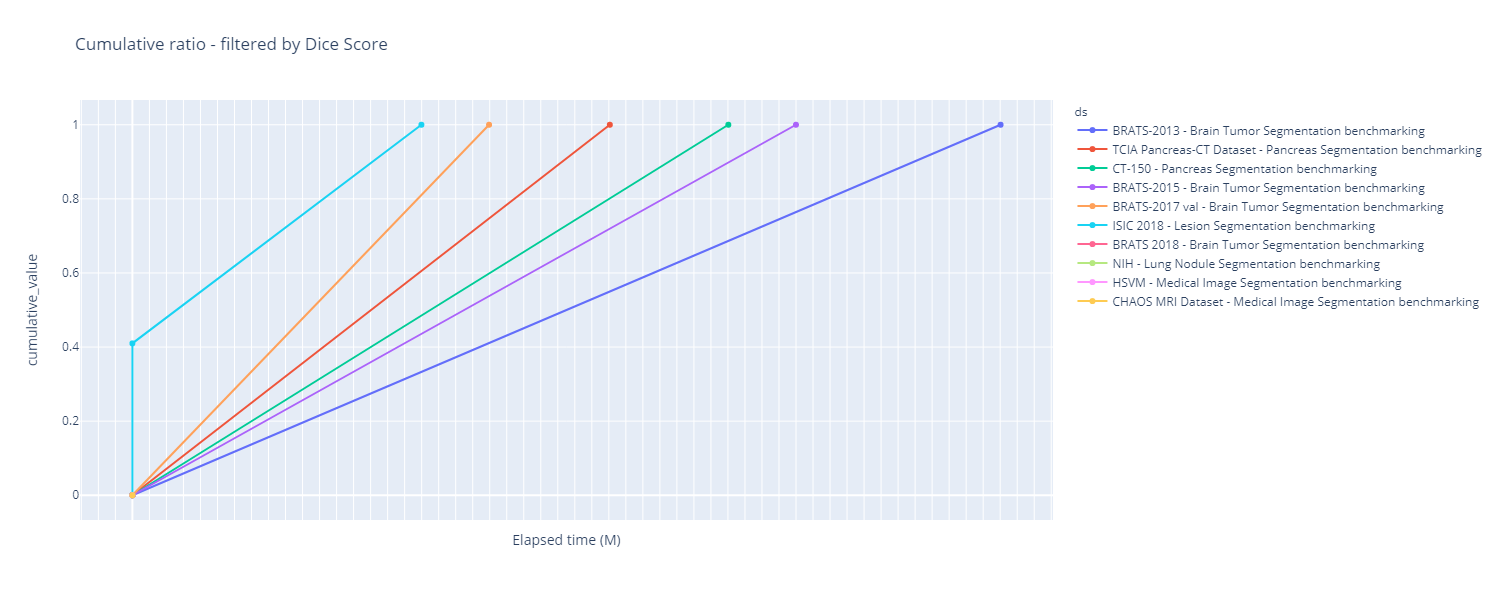 Cumulative ratio - filtered by Dice Score
ds
BRATS-2013 - Brain Tumor Segmentation benchmarking
TCIA Pancreas-CT Dataset - Pancreas Segmentation benchmarking
CT-150 - Pancreas Segmentation benchmarking
BRATS-2015 - Brain Tumor Segmentation benchmarking
BRATS-2017 val - Brain Tumor Segmentation benchmarking
ISIC 2018 - Lesion Segmentation benchmarking
BRATS 2018 - Brain Tumor Segmentation benchmarking
NIH - Lung Nodule Segmentation benchmarking
HSVM - Medical Image Segmentation benchmarking
CHAOS MRI Dataset - Medical Image Segmentation benchmarking
1
0.8
0.6
0.4
0.2
0
cumulative_value
Elapsed time (M)